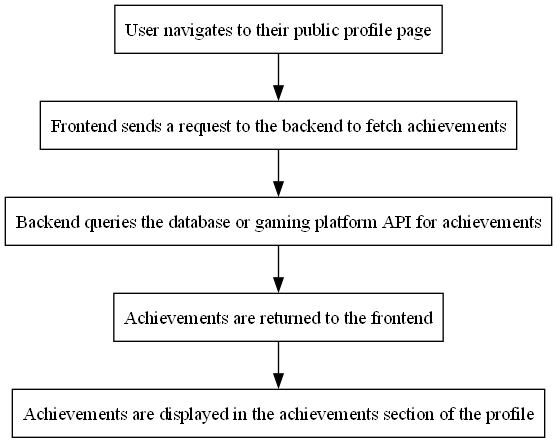 User navigates to their public profile page
Frontend sends a request to the backend to fetch achievements
Backend queries the database or gaming platform API for achievements
Achievements are returned to the frontend
Achievements are displayed in the achievements section of the profile